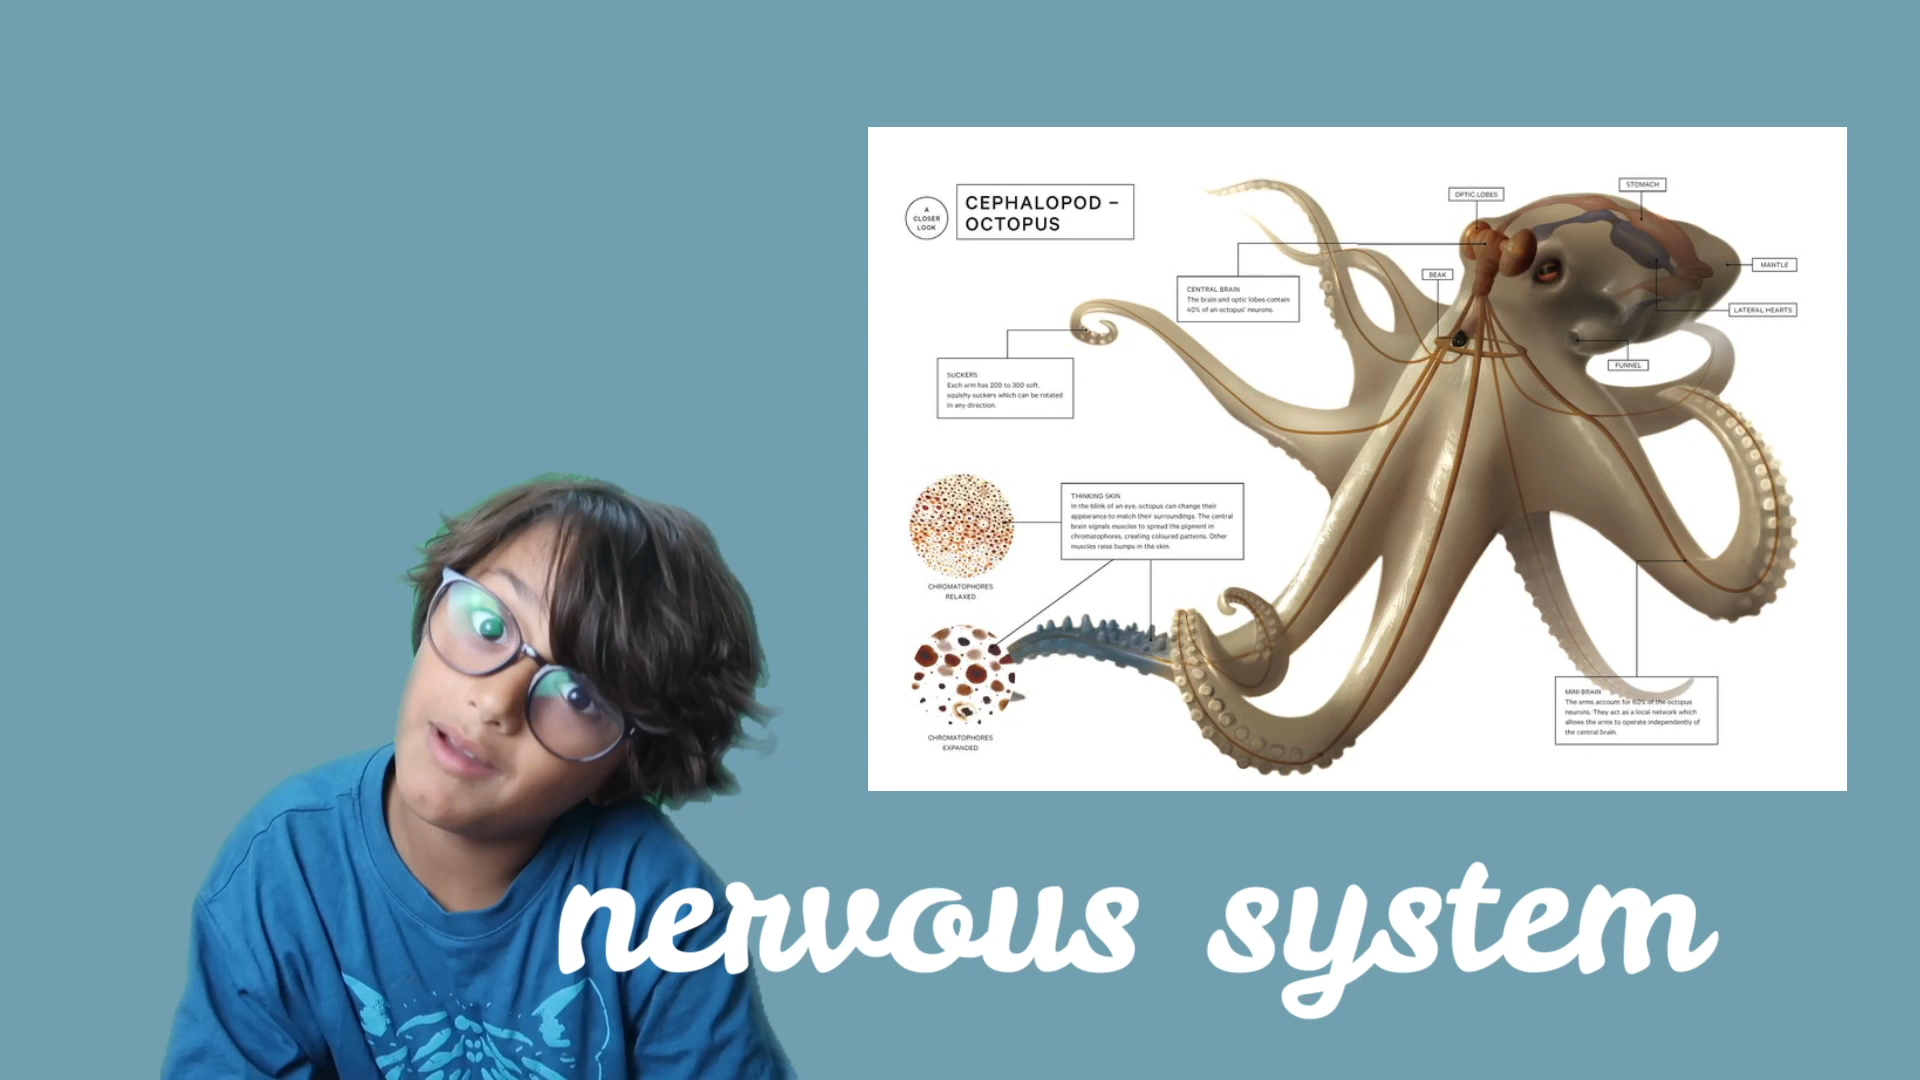 A
CLOSER
LOOK
CEPHALOPOD –
OCTOPUS
OPTIC LOBES
STOMACH
MANTLE
BEAK
CENTRAL BRAIN
The brain and optic lobes contain
40% of an octopus' neurons.
LATERAL HEARTS
FUNNEL
SUCKERS
Each arm has 200 to 300 soft,
squishy suckers which can be rotated
in any direction.
THINKING SKIN
In the blink of an eye, octopus can change their
appearance to match their surroundings. The central
brain signals muscles to spread the pigment in
chromatophores, creating coloured patterns. Other
muscles raise bumps in the skin.
CHROMATOPHORES
RELAXED
CHROMATOPHORES
EXPANDED
MINI BRAIN
The arms account for 60% of the octopus
neurons. They act as a local network which
allows the arms to operate independently of
the central brain.
nervous system